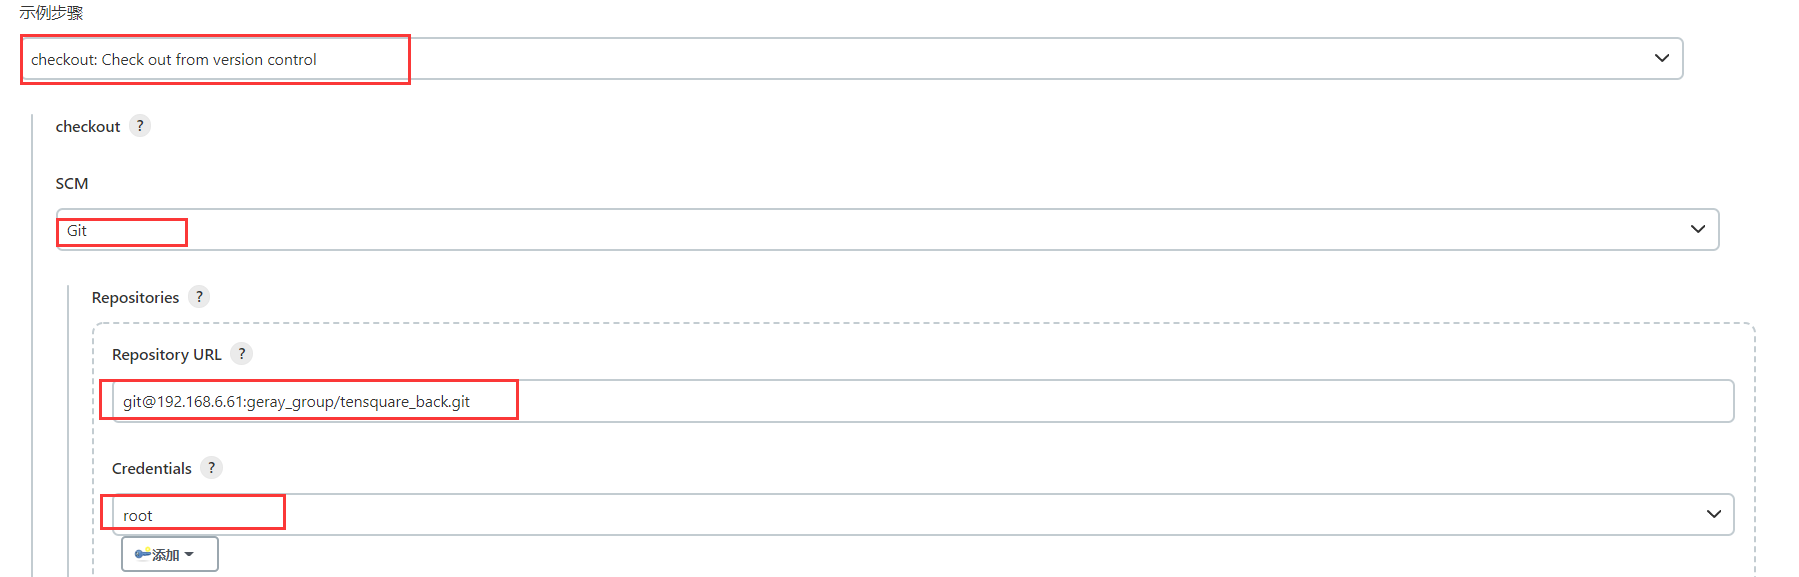 示例步骤
checkout: Check out from version control
checkout ?
SCM
Git
Repositories ?
Repository URL ?
git@192.168.6.61:geray_group/tensquare_back.git
Credentials ?
root
添加